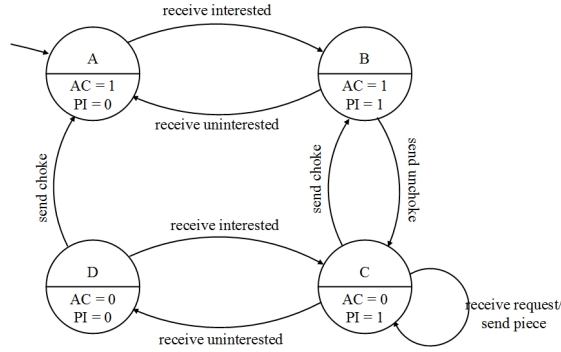 receive interested
A
AC = 1
PI = 0
B
AC = 1
PI = 1
receive uninterested
send choke
send choke
send unchoke
receive interested
D
AC = 0
PI = 0
C
AC = 0
PI = 1
receive request/
send piece
receive uninterested